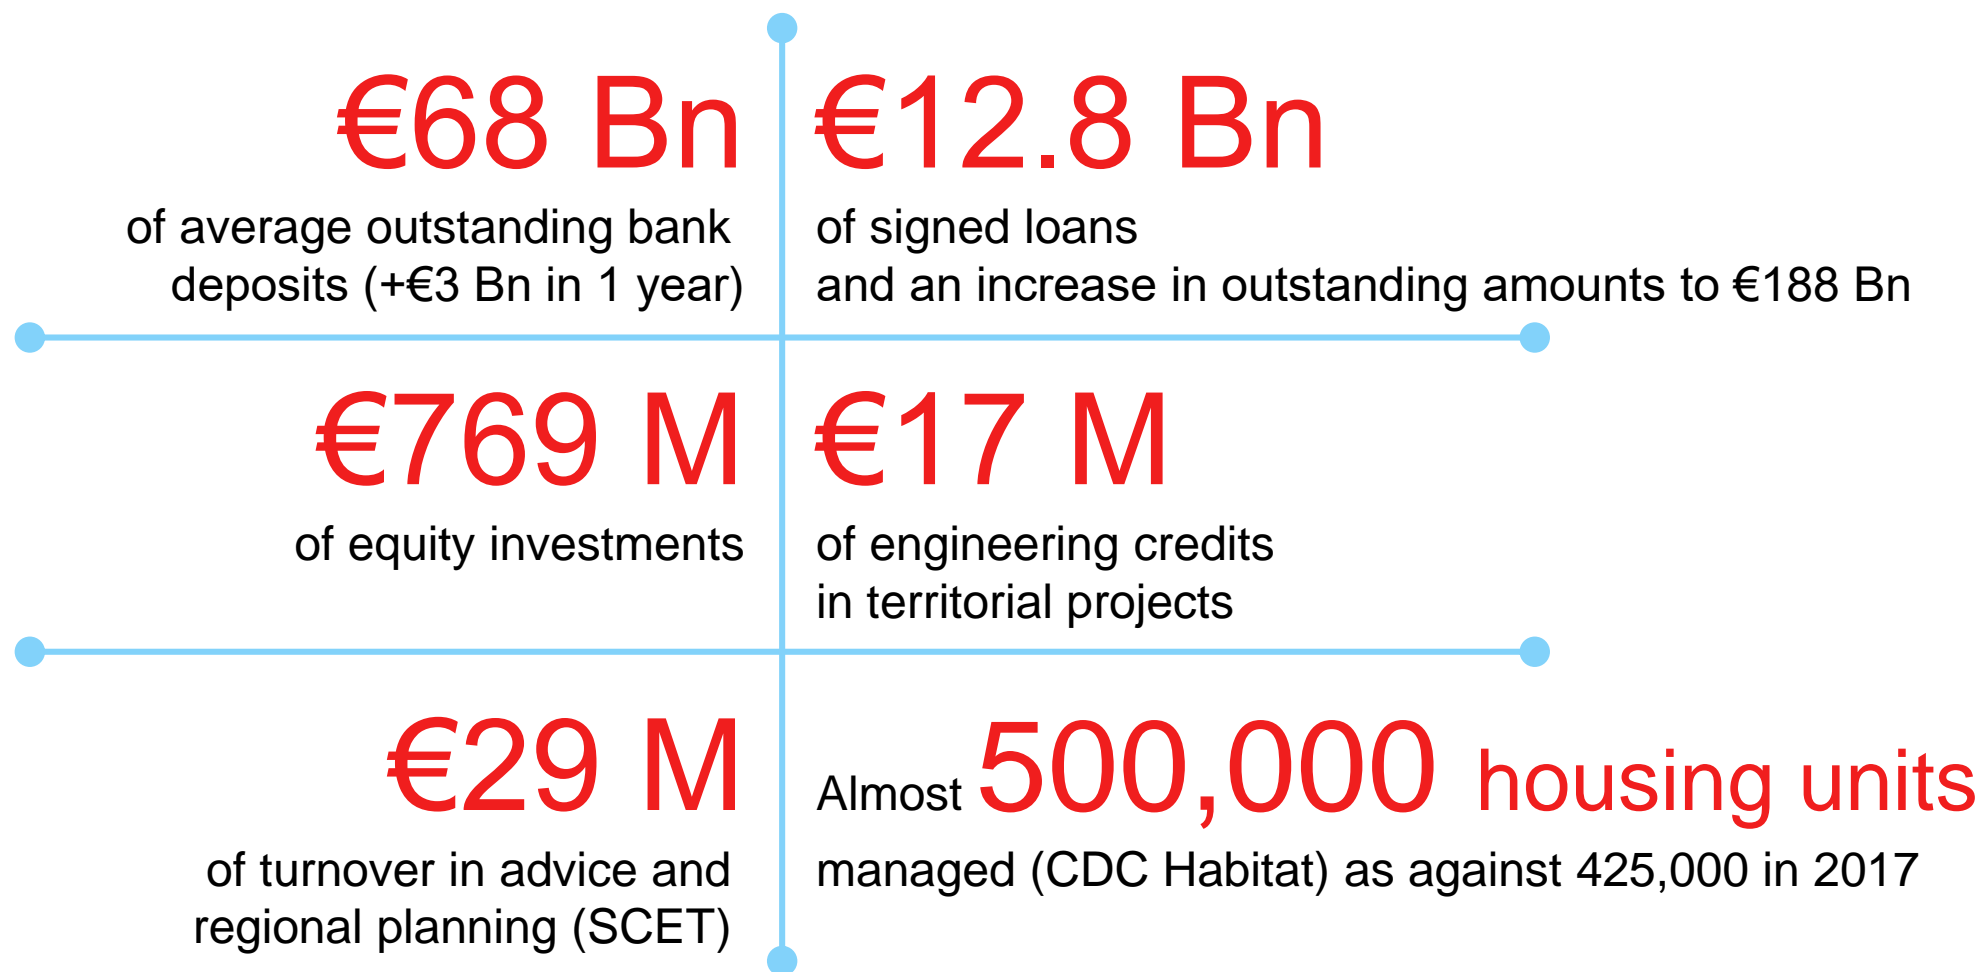 €68 Bn
of average outstanding bank
deposits (+€3 Bn in 1 year)
€12.8 Bn
of signed loans
and an increase in outstanding amounts to €188 Bn
€769 M
of equity investments
€17 M
of engineering credits
in territorial projects
€29 M
of turnover in advice and
regional planning (SCET)
Almost 500,000 housing units
managed (CDC Habitat) as against 425,000 in 2017